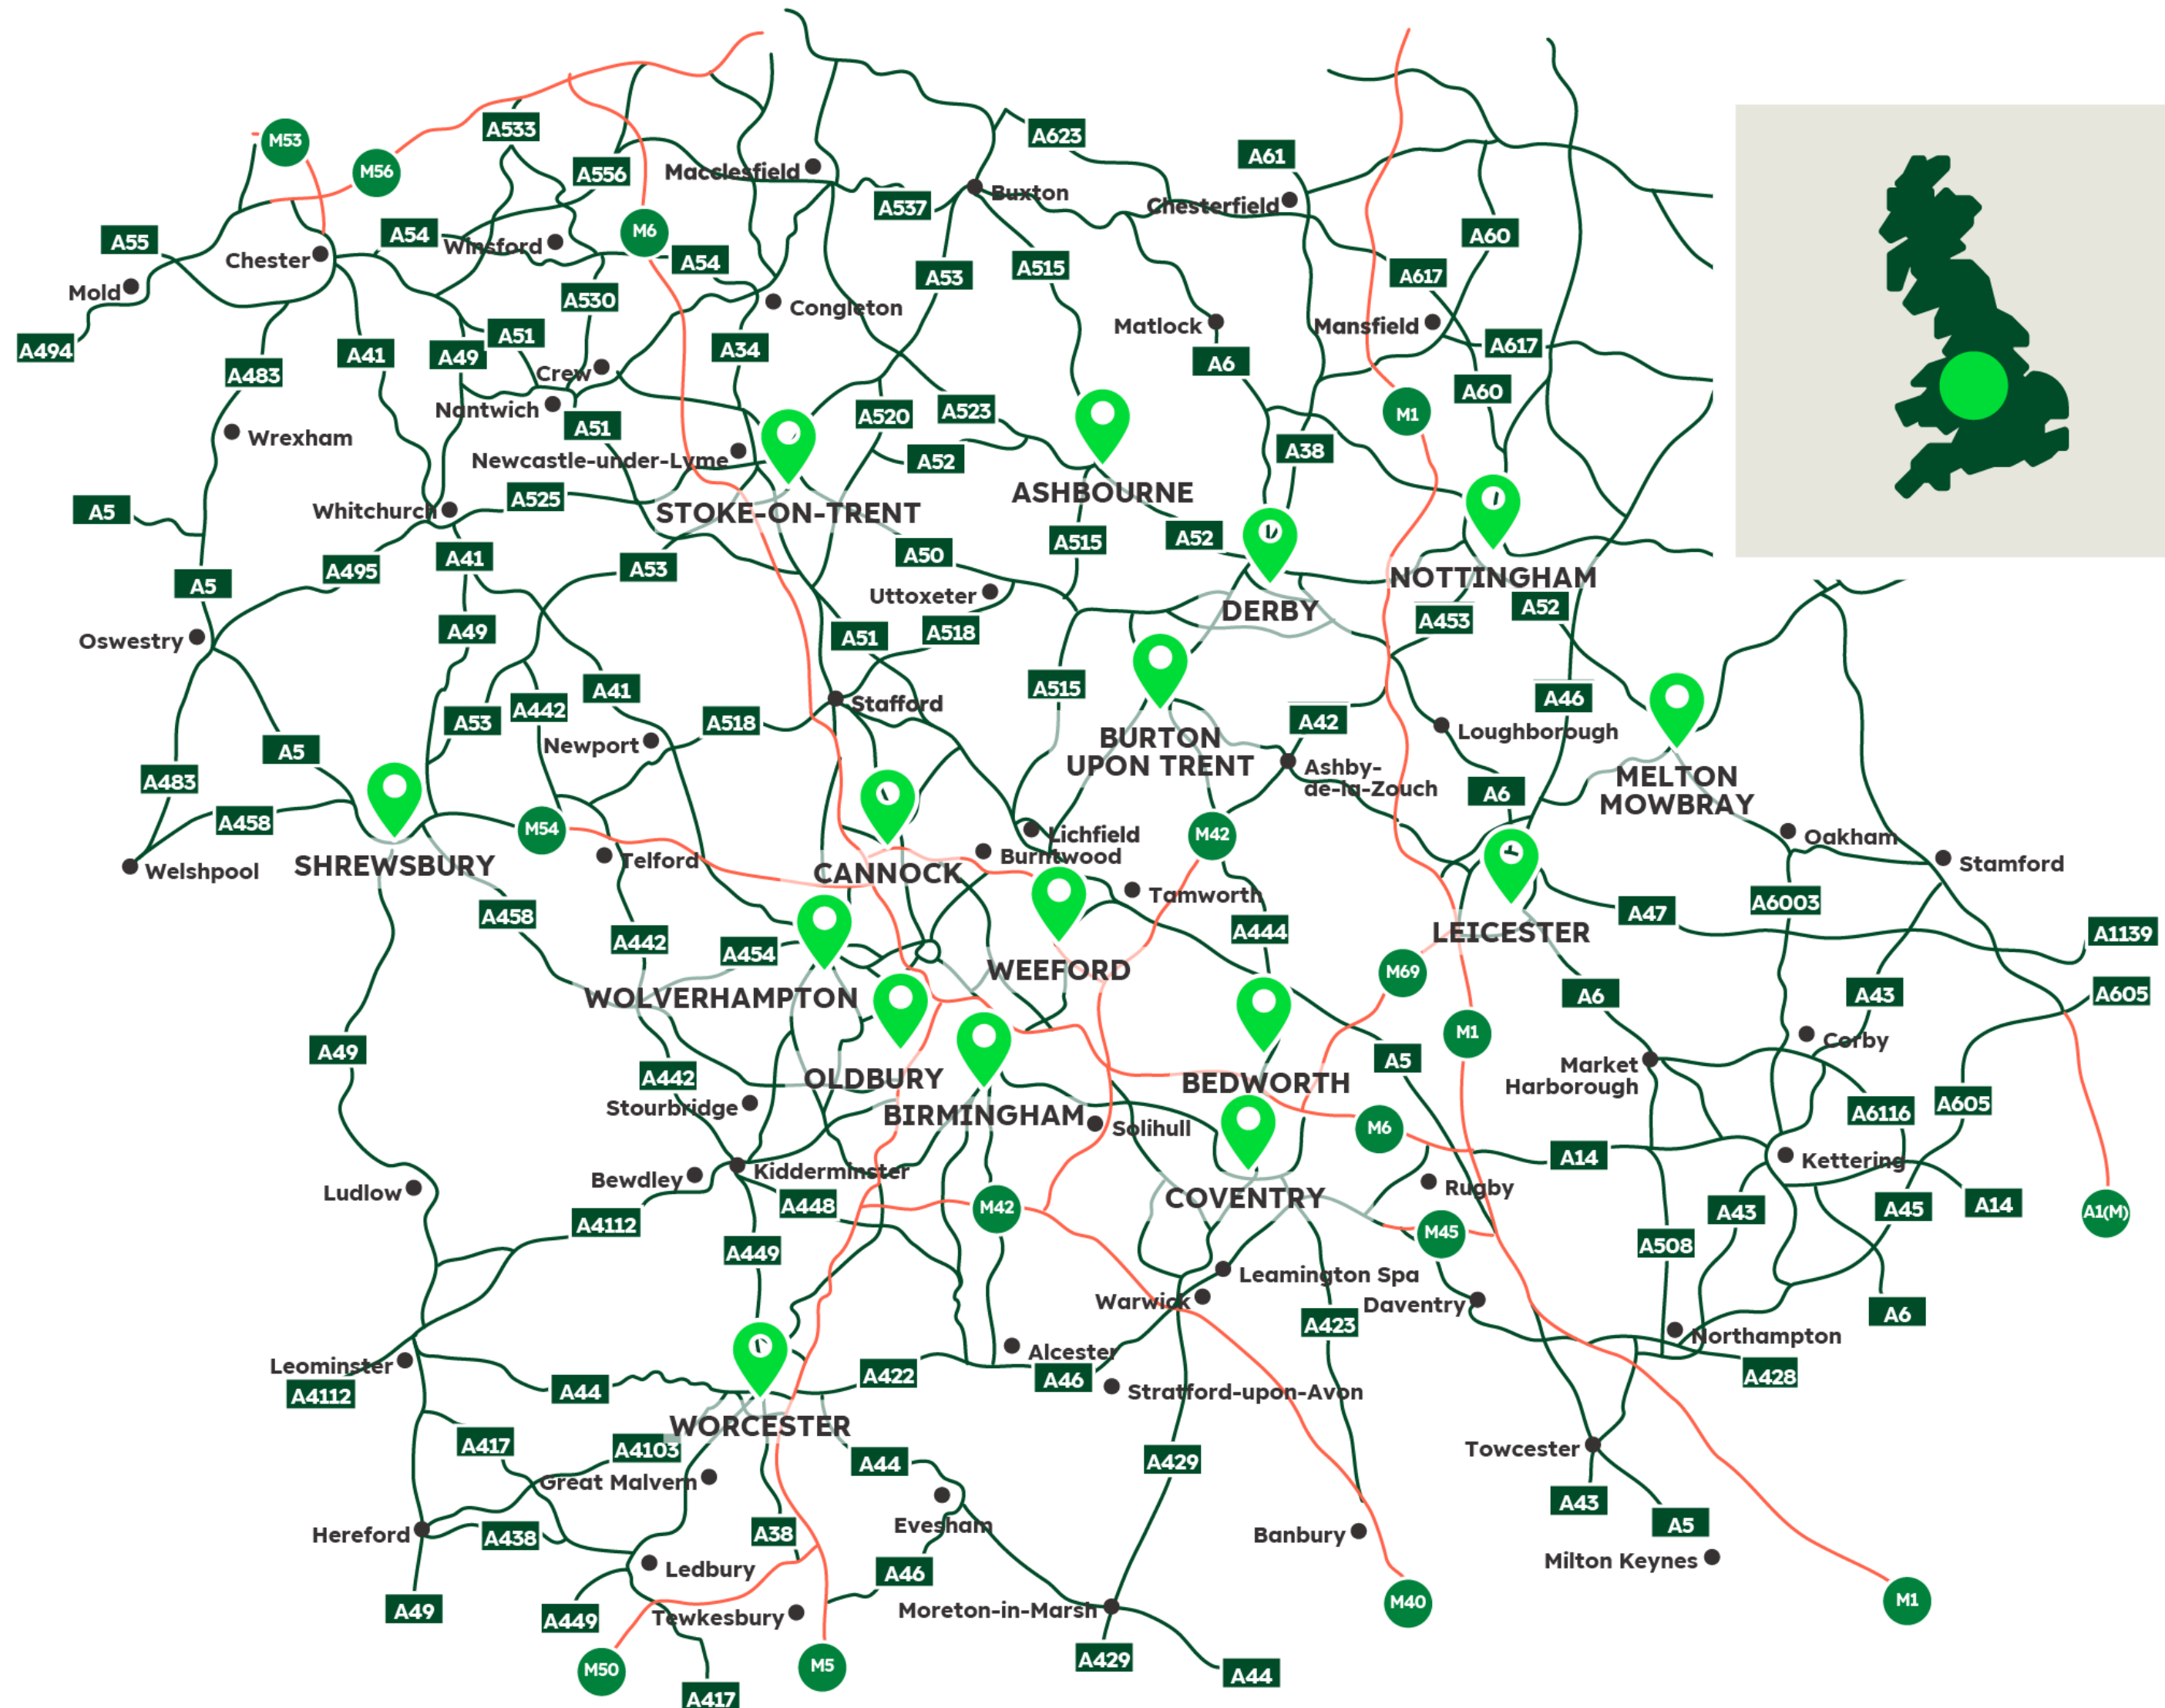 A533
A623
M53
A61
M56
A556
Macclesfield
Buxton
A537
Chesterfield
A55
A54
Winsford
M6
A60
Chester
A54
A53
A515
A617
Mold
A530
Congleton
Matlock
Mansfield
A494
A41
A49
A51
A34
A6
A617
A483
Crew
A60
Nantwich
A51
A520
A523
M1
Wrexham
Newcastle-under-Lyme
A52
A38
ASHBOURNE
A5
Whitchurch
A525
STOKE-ON-TRENT
A495
A41
A53
A50
A515
A52
NOTTINGHAM
A5
Uttoxeter
DERBY
A453
A52
Oswestry
A49
A51
A518
A41
A515
A46
Stafford
A53
A442
A518
A42
Loughborough
A5
Newport
BURTON
UPON TRENT
Ashby-
de-la-Zouch
MELTON
MOWBRAY
A483
A6
A458
M54
Lichfield
M42
Oakham
Welshpool
SHREWSBURY
Telford
CANNOCK
Burntwood
Stamford
Tamworth
A458
A442
A454
A444
LEICESTER
A47
A6003
A1139
WEEFORD
M69
WOLVERHAMPTON
A6
A43
A605
A49
M1
Corby
A442
OLDBURY
BEDWORTH
A5
Market
Harborough
Stourbridge
BIRMINGHAM
Solihull
M6
A6116
A605
Bewdley
Kidderminster
A14
Kettering
Ludlow
A448
M42
COVENTRY
Rugby
A43
A45
A14
A1(M)
A4112
A449
M45
A508
Leamington Spa
Warwick
Daventry
A423
A6
Northampton
Leominster
Alcester
A4112
A44
A422
A46
Stratford-upon-Avon
A428
WORCESTER
A417
A4103
A44
A429
Towcester
Great Malvern
A43
Hereford
A438
A38
Evesham
Banbury
A5
Ledbury
A46
Milton Keynes
A49
A449
Tewkesbury
Moreton-in-Marsh
M40
M1
M50
M5
A429
A44
A417